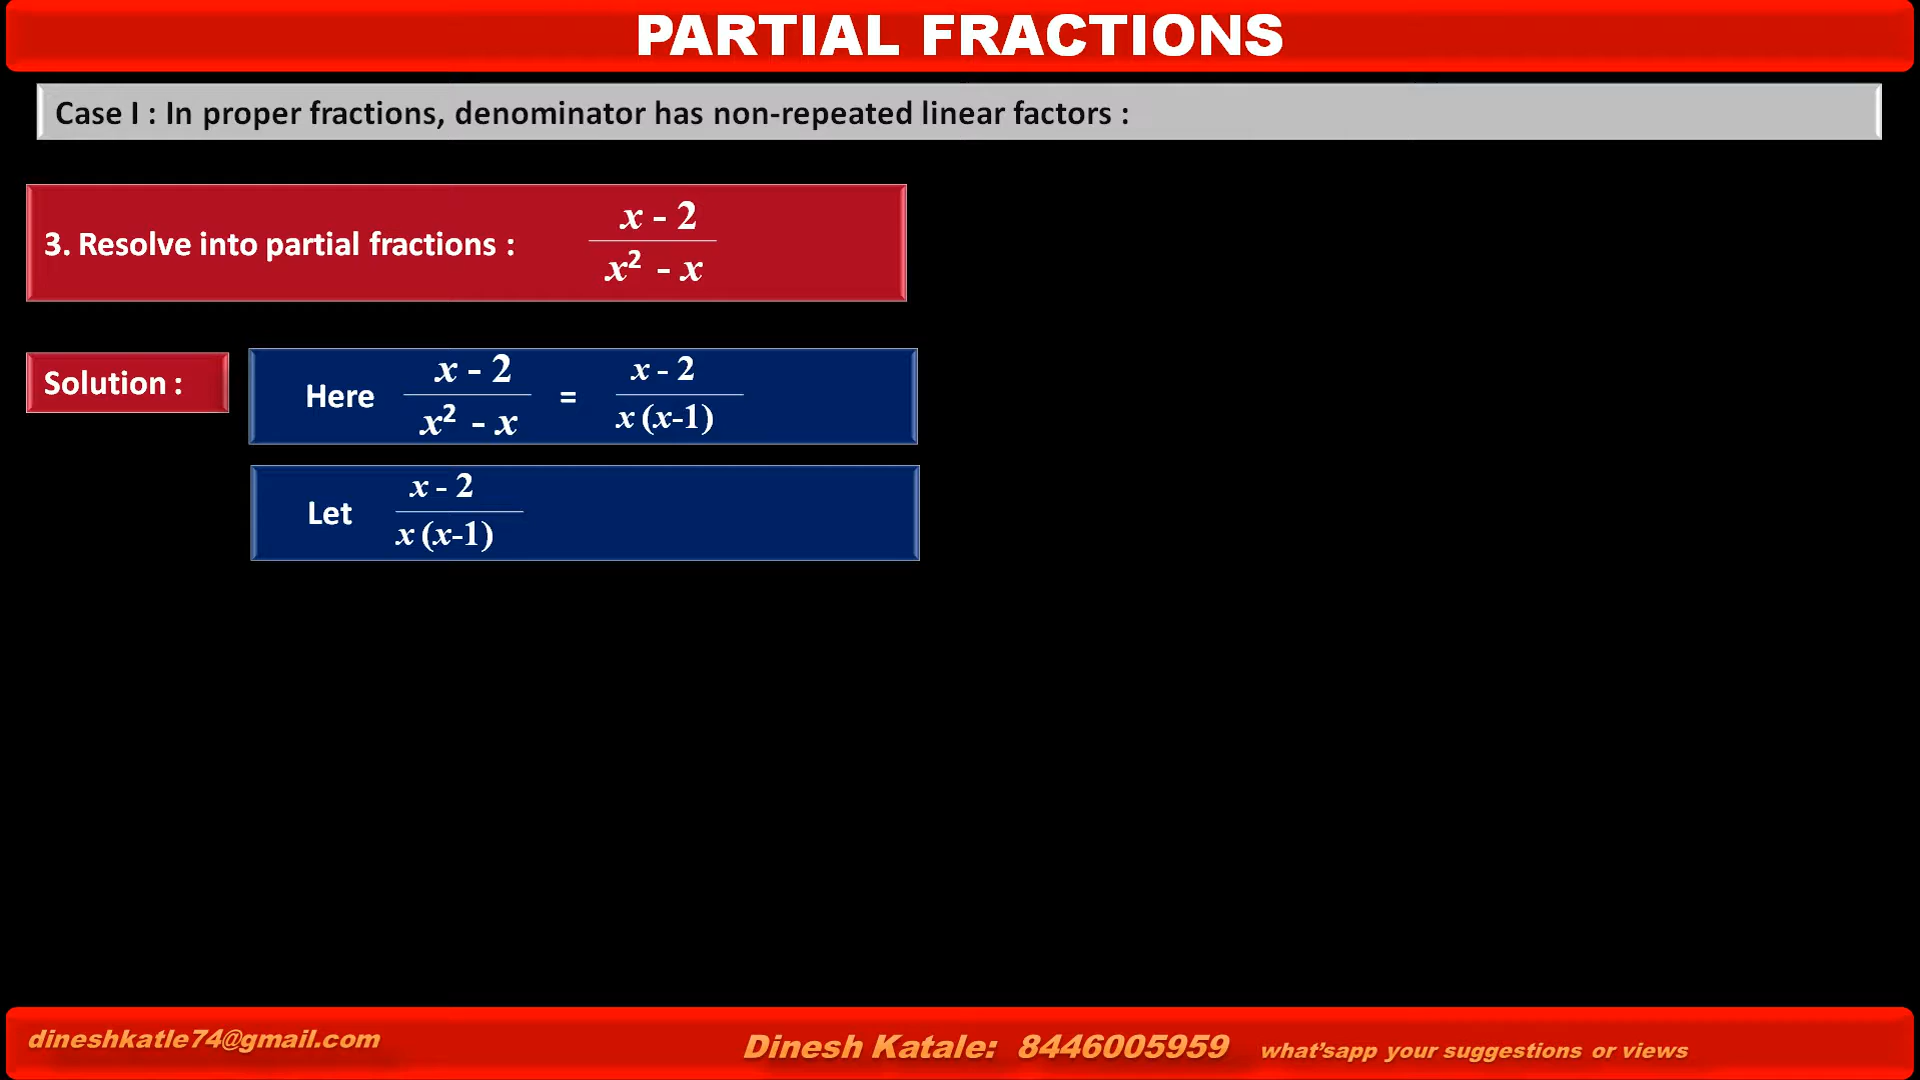 PARTIAL FRACTIONS
Case I : In proper fractions, denominator has non-repeated linear factors :
x - 2
3. Resolve into partial fractions :
x² - x
Solution :
x - 2 x - 2
Here =
x² - x x (x-1)
x - 2
Let
x (x-1)
dineshkatle74@gmail.com
Dinesh Katale: 8446005959 what'sapp your suggestions or views